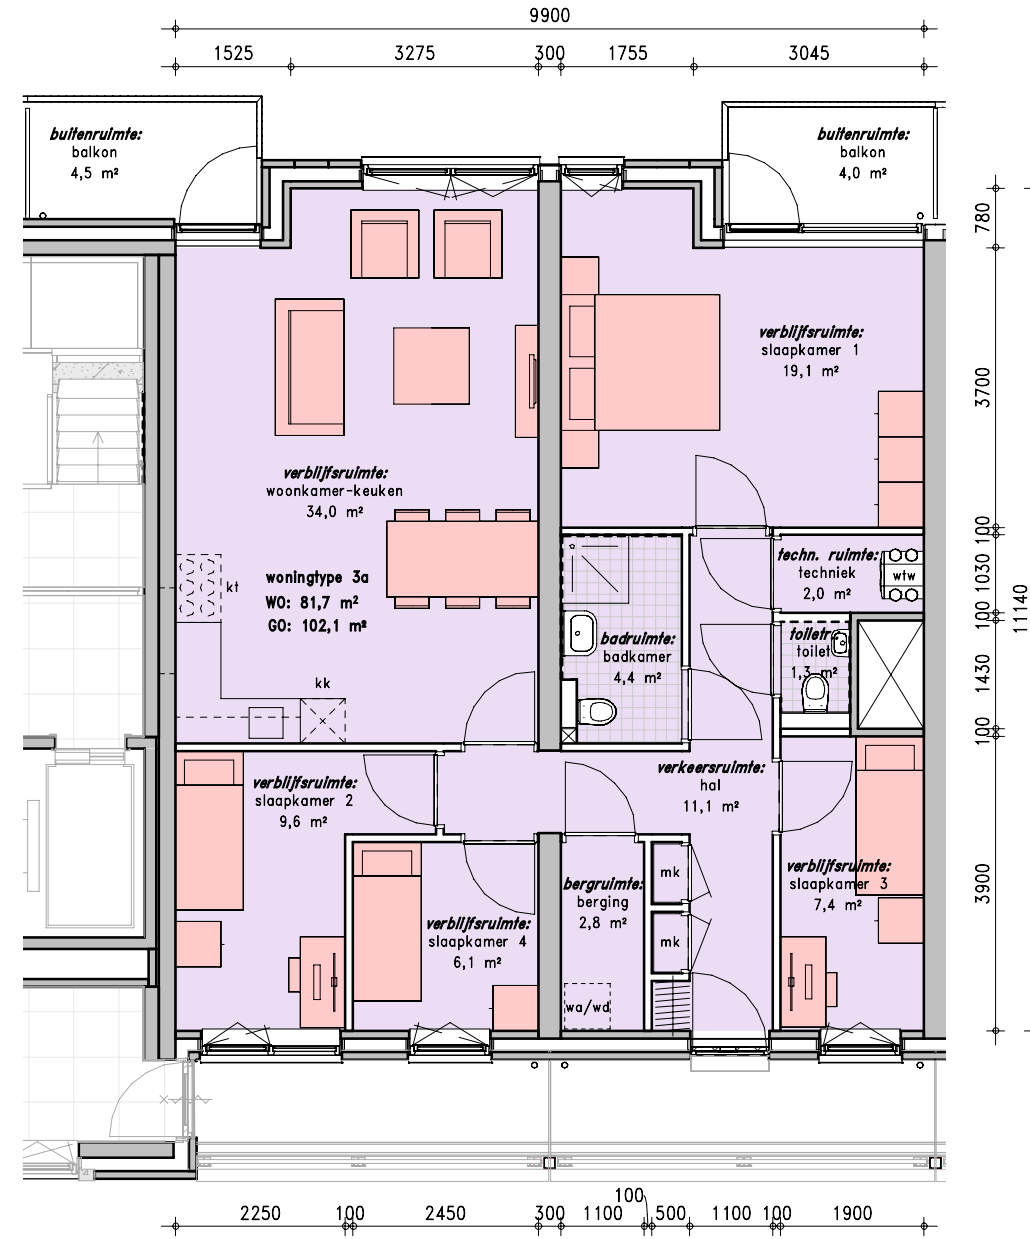 9900
1525 3275 300 1755 3045
buitenruimte:
balkon
4,5 m²
buitenruimte:
balkon
4,0 m²
780
3700
100
1030
100
1430
100
3900
11140
verblijfsruimte:
slaapkamer 1
19,1 m²
verblijfsruimte:
woonkamer-keuken
34,0 m²
woningtype 3a
WO: 81,7 m²
GO: 102,1 m²
kt
kk
techn. ruimte:
techniek
2,0 m²
wtw
toiletr.:
toilet
1,3 m²
badruimte:
badkamer
4,4 m²
verkeersruimte:
hal
11,1 m²
verblijfsruimte:
slaapkamer 2
9,6 m²
verblijfsruimte:
slaapkamer 3
7,4 m²
bergruimte:
berging
2,8 m²
mk
mk
verblijfsruimte:
slaapkamer 4
6,1 m²
wa/wd
2250 100 2450 300 1100 100 500 1100 100 1900